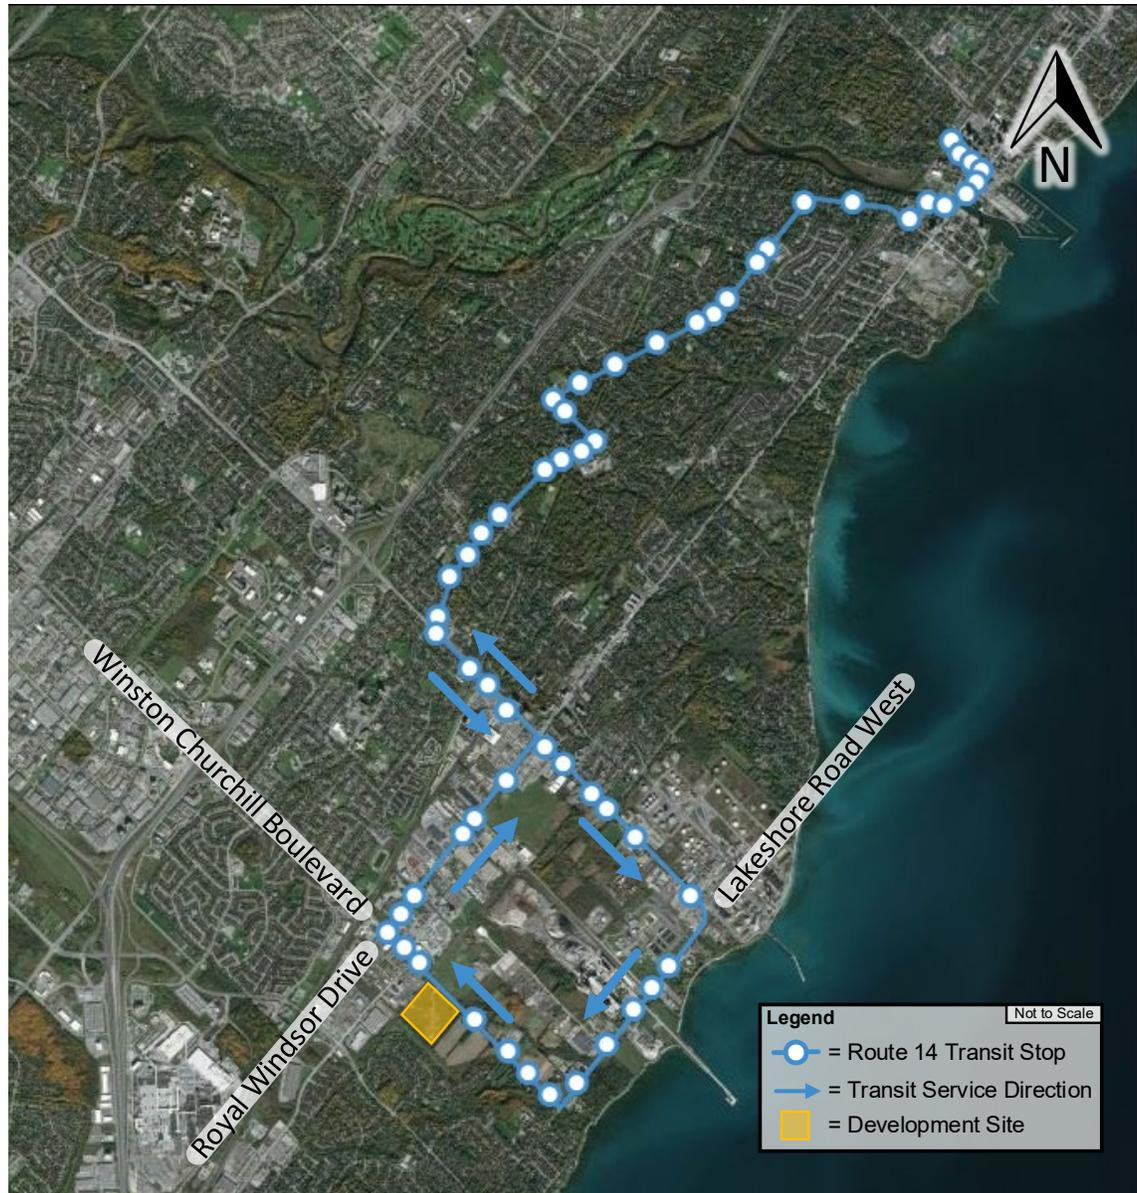 N
Winston Churchill Boulevard
Lakeshore Road West
Royal Windsor Drive
Legend
Not to Scale
= Route 14 Transit Stop
= Transit Service Direction
= Development Site